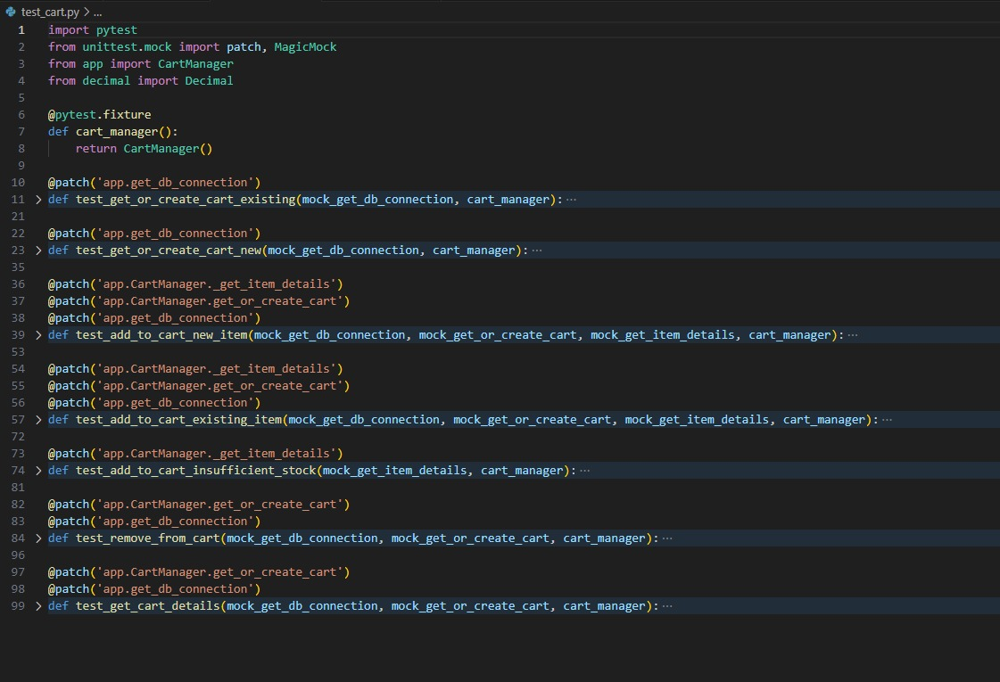 test_cart.py > ...
1 import pytest
2 from unittest.mock import patch, MagicMock
3 from app import CartManager
4 from decimal import Decimal
5
6 @pytest.fixture
7 def cart_manager():
8     return CartManager()
9
10 @patch('app.get_db_connection')
11 > def test_get_or_create_cart_existing(mock_get_db_connection, cart_manager): ...
21
22 @patch('app.get_db_connection')
23 > def test_get_or_create_cart_new(mock_get_db_connection, cart_manager): ...
35
36 @patch('app.CartManager._get_item_details')
37 @patch('app.CartManager.get_or_create_cart')
38 @patch('app.get_db_connection')
39 > def test_add_to_cart_new_item(mock_get_db_connection, mock_get_or_create_cart, mock_get_item_details, cart_manager): ...
53
54 @patch('app.CartManager._get_item_details')
55 @patch('app.CartManager.get_or_create_cart')
56 @patch('app.get_db_connection')
57 > def test_add_to_cart_existing_item(mock_get_db_connection, mock_get_or_create_cart, mock_get_item_details, cart_manager): ...
72
73 @patch('app.CartManager._get_item_details')
74 > def test_add_to_cart_insufficient_stock(mock_get_item_details, cart_manager): ...
81
82 @patch('app.CartManager.get_or_create_cart')
83 @patch('app.get_db_connection')
84 > def test_remove_from_cart(mock_get_db_connection, mock_get_or_create_cart, cart_manager): ...
96
97 @patch('app.CartManager.get_or_create_cart')
98 @patch('app.get_db_connection')
99 > def test_get_cart_details(mock_get_db_connection, mock_get_or_create_cart, cart_manager): ...